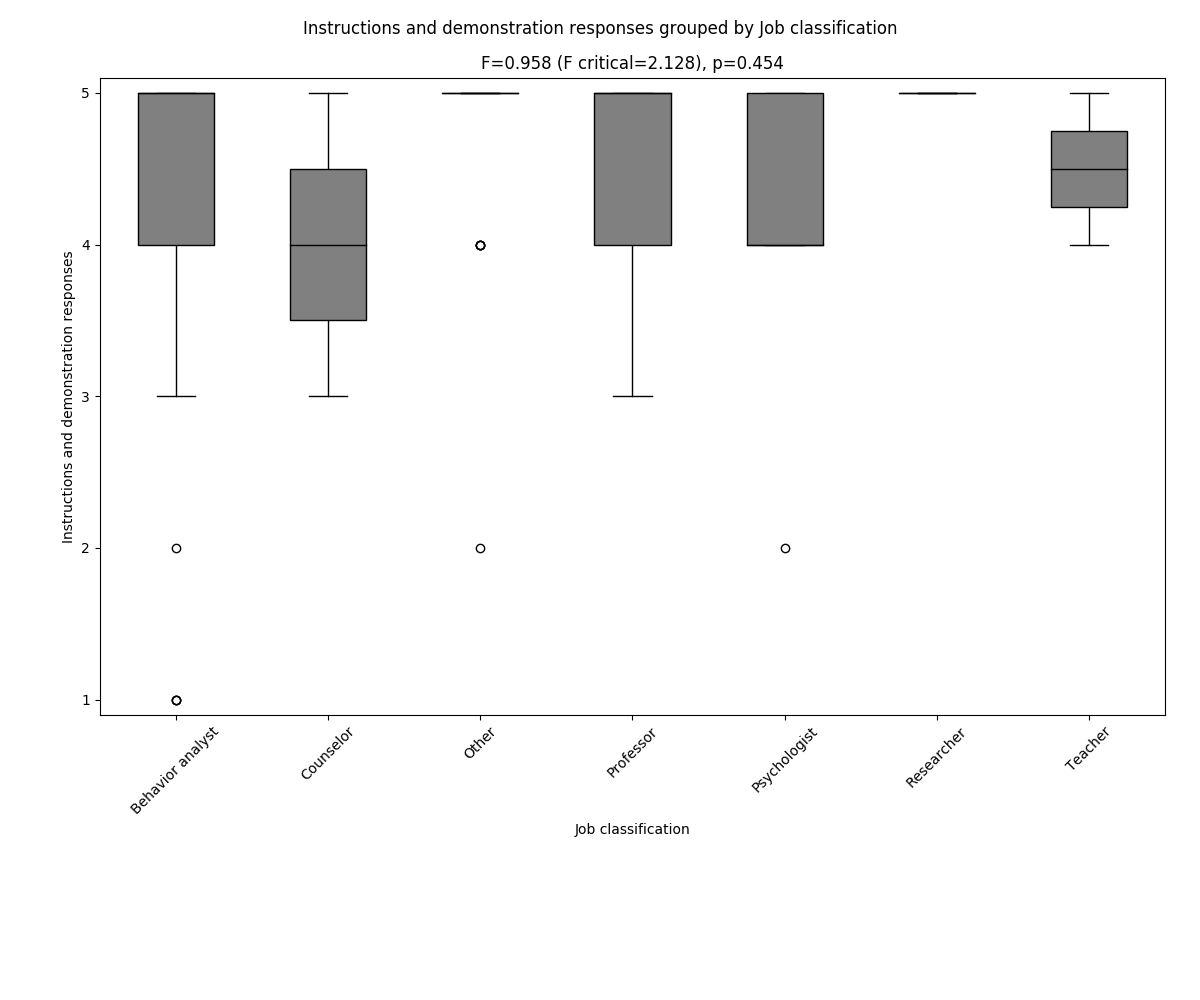 Instructions and demonstration responses grouped by Job classification
F=0.958 (F critical=2.128), p=0.454
5
4
3
2
1
Instructions and demonstration responses
Behavior analyst
Counselor
Other
Professor
Psychologist
Researcher
Teacher
Job classification